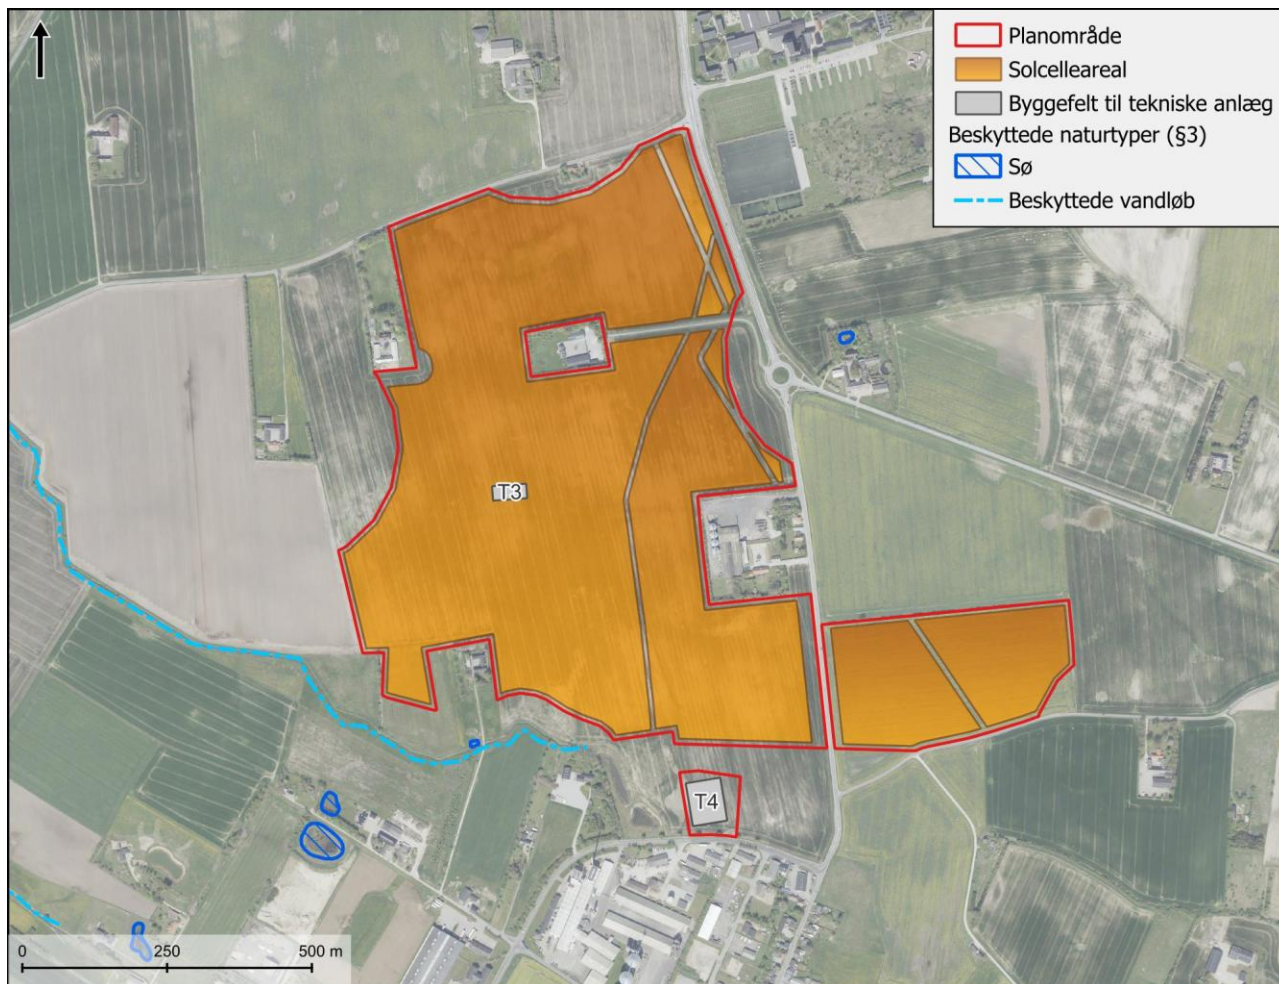 Planområde
Solcelleareal
Byggefelt til tekniske anlæg
Beskyttede naturtyper (§3)
Sø
Beskyttede vandløb
T3
T4
0 250 500 m